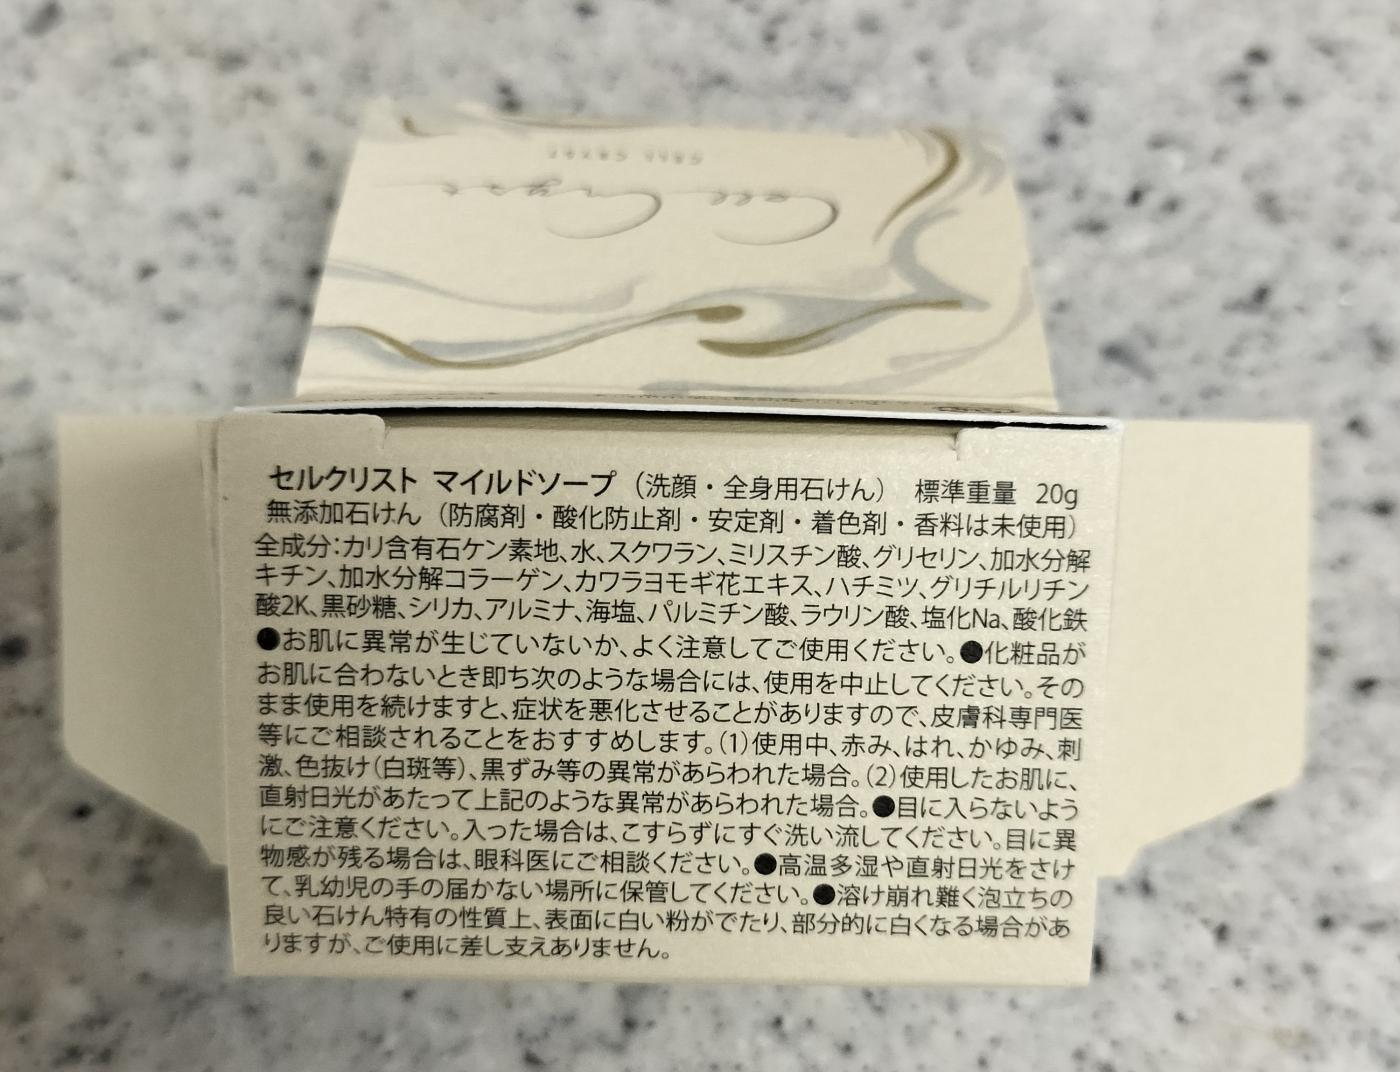 セルクリスト マイルドソープ（洗顔・全身用石けん） 標準重量 20g
無添加石けん（防腐剤・酸化防止剤・安定剤・着色剤・香料は未使用）
全成分：カリ含有石ケン素地、水、スクワラン、ミリスチン酸、グリセリン、加水分解
キチン、加水分解コラーゲン、カワラヨモギ花エキス、ハチミツ、グリチルリチン
酸2K、黒砂糖、シリカ、アルミナ、海塩、パルミチン酸、ラウリン酸、塩化Na、酸化鉄
●お肌に異常が生じていないか、よく注意してご使用ください。●化粧品が
お肌に合わないとき即ち次のような場合には、使用を中止してください。その
まま使用を続けますと、症状を悪化させることがありますので、皮膚科専門医
等にご相談されることをおすすめします。（1）使用中、赤み、はれ、かゆみ、刺
激、色抜け（白斑等）、黒ずみ等の異常があらわれた場合。（2）使用したお肌に、
直射日光があたって上記のような異常があらわれた場合。●目に入らないよう
にご注意ください。入った場合は、こすらずにすぐ洗い流してください。目に異
物感が残る場合は、眼科医にご相談ください。●高温多湿や直射日光をさけ
て、乳幼児の手の届かない場所に保管してください。●溶け崩れ難く泡立ちの
良い石けん特有の性質上、表面に白い粉がでたり、部分的に白くなる場合があ
りますが、ご使用に差し支えありません。